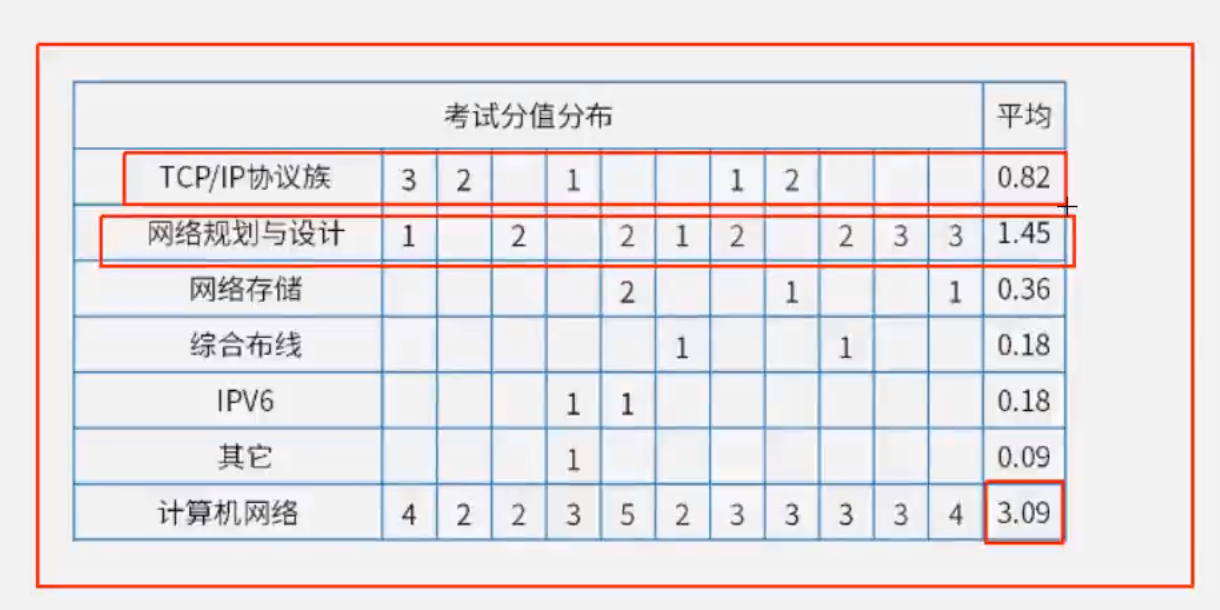 考试分值分布 平均
TCP/IP协议族 3 2 1 1 2 0.82
网络规划与设计 1 2 2 1 2 2 3 3 1.45
网络存储 2 1 1 0.36
综合布线 1 1 0.18
IPV6 1 1 0.18
其它 1 0.09
计算机网络 4 2 2 3 5 2 3 3 3 3 4 3.09